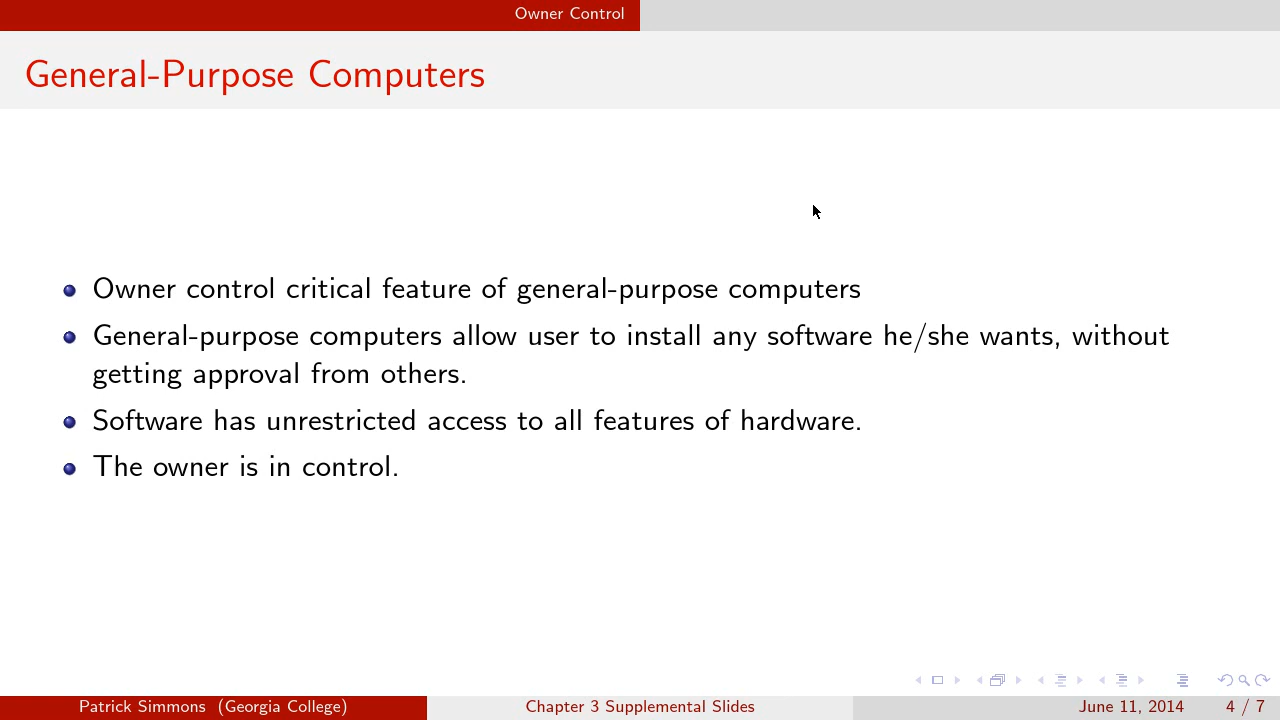 Owner Control
General-Purpose Computers
Owner control critical feature of general-purpose computers
General-purpose computers allow user to install any software he/she wants, without
getting approval from others.
Software has unrestricted access to all features of hardware.
The owner is in control.
Patrick Simmons (Georgia College) Chapter 3 Supplemental Slides June 11, 2014 4 / 7